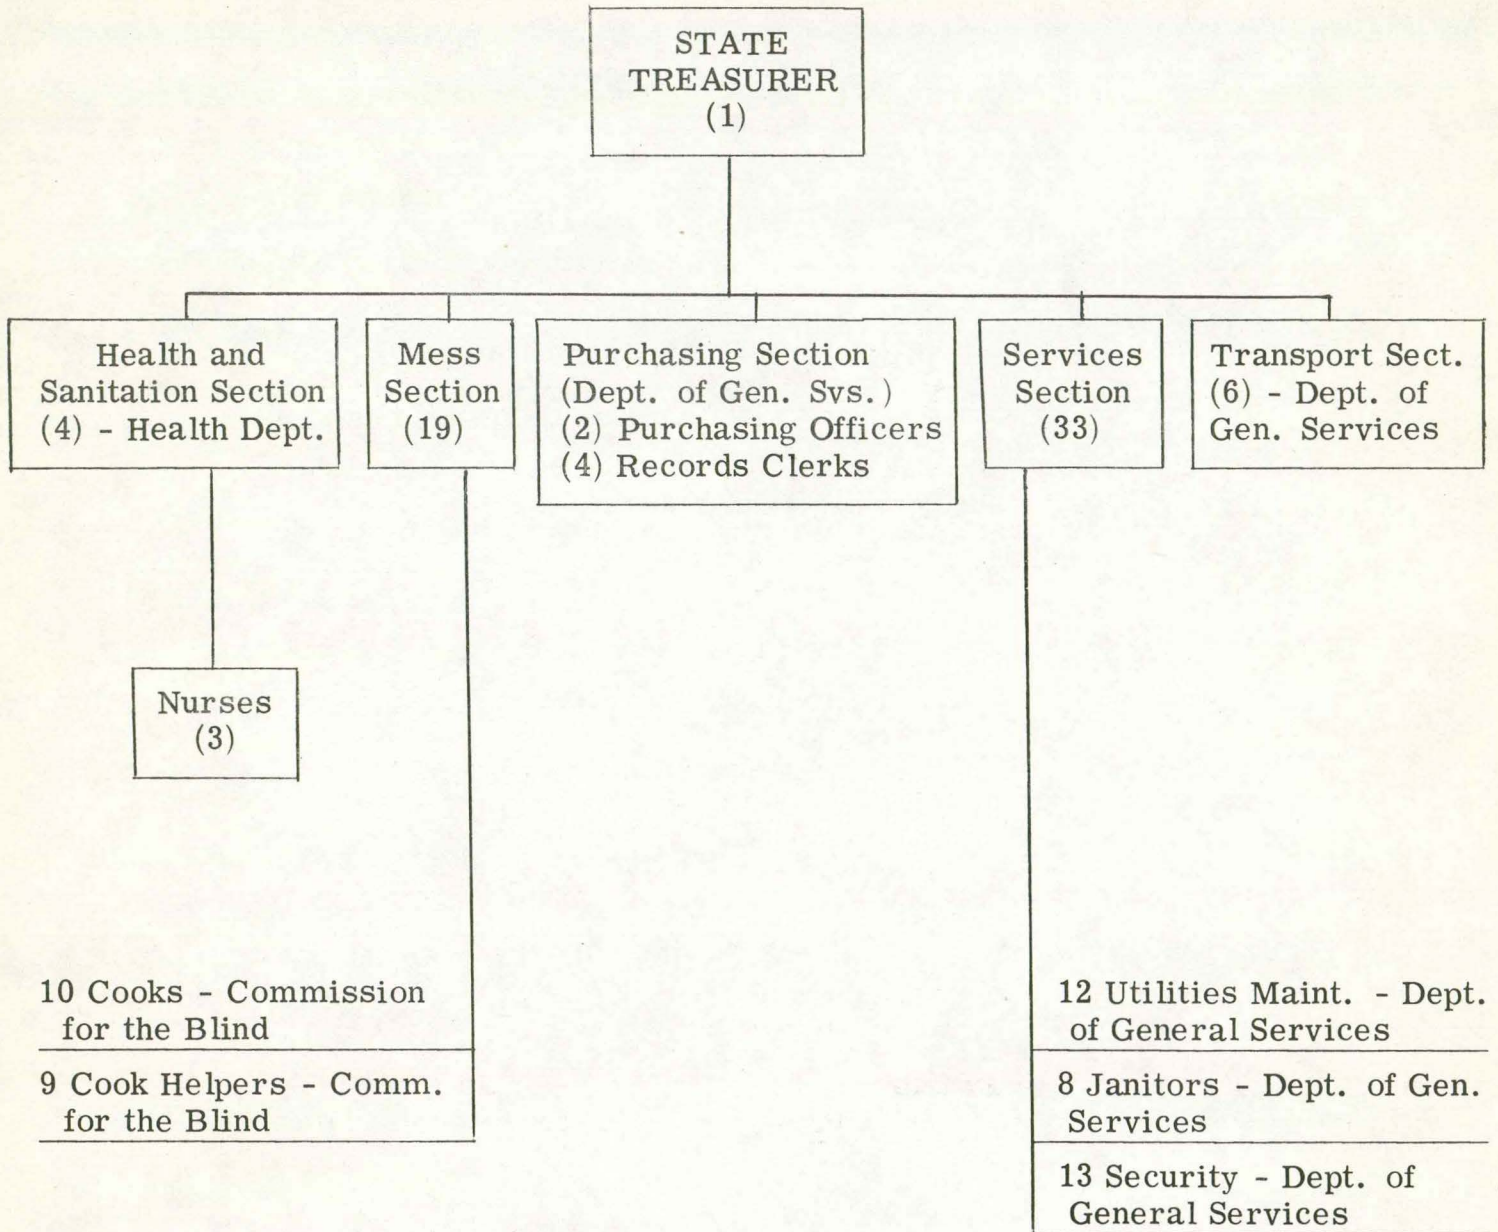 STATE
TREASURER
(1)
Health and
Sanitation Section
(4) - Health Dept.
Mess
Section
(19)
Purchasing Section
(Dept. of Gen. Svs.)
(2) Purchasing Officers
(4) Records Clerks
Services
Section
(33)
Transport Sect.
(6) - Dept. of
Gen. Services
Nurses
(3)
10 Cooks - Commission
for the Blind
9 Cook Helpers - Comm.
for the Blind
12 Utilities Maint. - Dept.
of General Services
8 Janitors - Dept. of Gen.
Services
13 Security - Dept. of
General Services